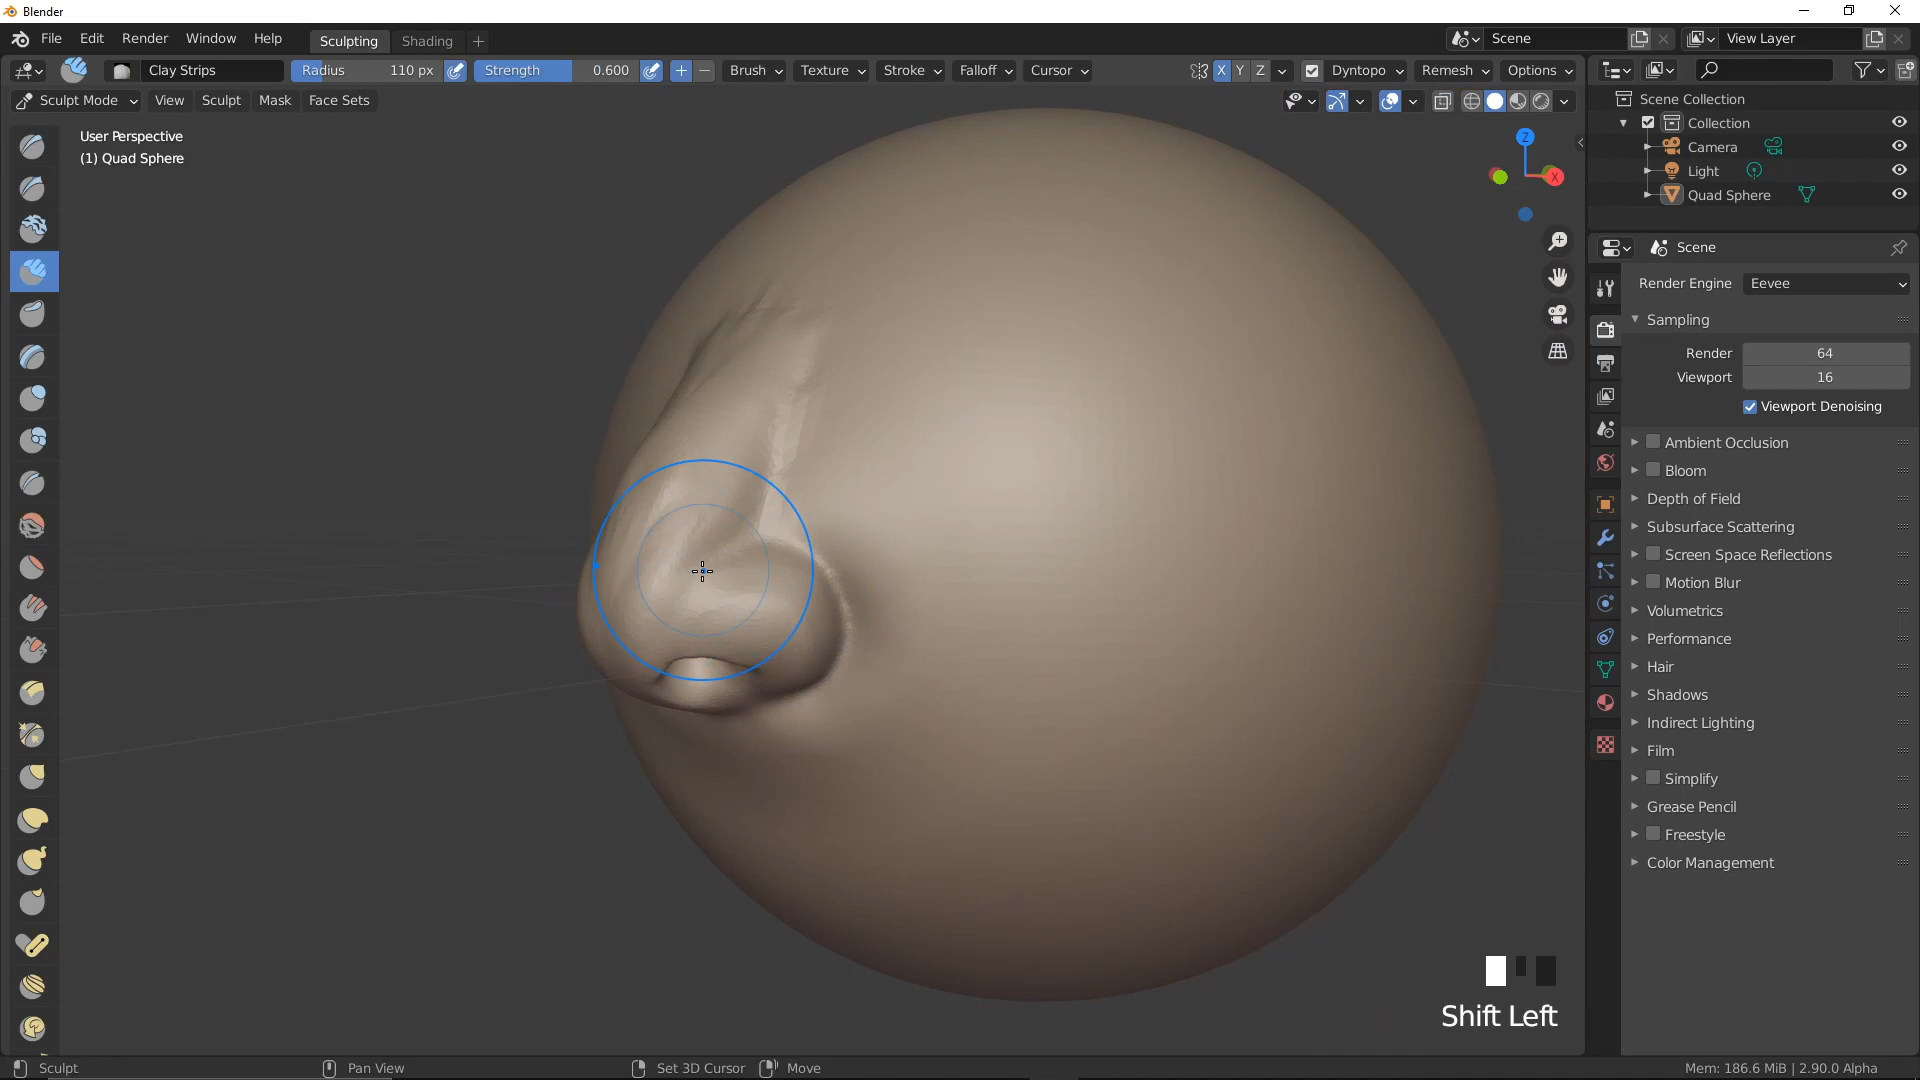 Blender
File Edit Render Window Help Sculpting Shading + Scene View Layer
Clay Strips Radius 110 px Strength 0.600 + − Brush Texture Stroke Falloff Cursor X Y Z Dyntopo Remesh Options
Sculpt Mode View Sculpt Mask Face Sets
User Perspective
(1) Quad Sphere
Z
X
Scene Collection
Collection
Camera
Light
Quad Sphere
Scene
Render Engine Eevee
Sampling
Render 64
Viewport 16
Viewport Denoising
Ambient Occlusion
Bloom
Depth of Field
Subsurface Scattering
Screen Space Reflections
Motion Blur
Volumetrics
Performance
Hair
Shadows
Indirect Lighting
Film
Simplify
Grease Pencil
Freestyle
Color Management
Shift Left
Sculpt Pan View Set 3D Cursor Move Mem: 186.6 MiB | 2.90.0 Alpha